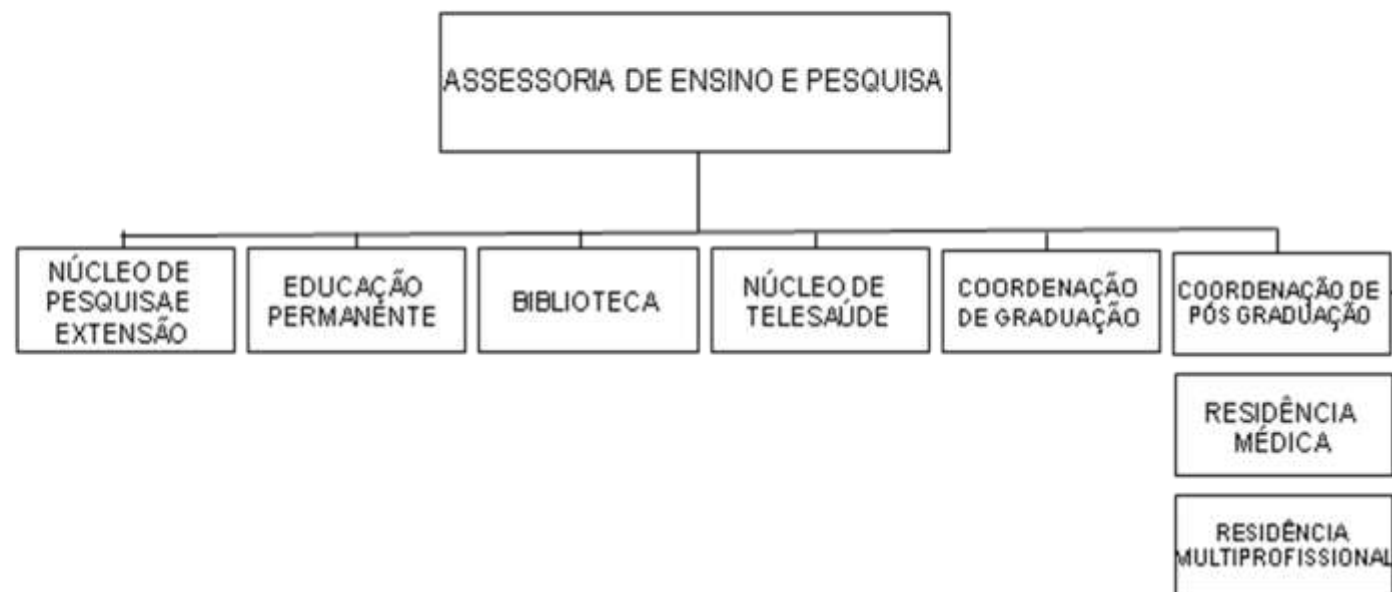 ASSESSORIA DE ENSINO E PESQUISA
NÚCLEO DE
PESQUISA E
EXTENSÃO
EDUCAÇÃO
PERMANENTE
BIBLIOTECA
NÚCLEO DE
TELESAÚDE
COORDENAÇÃO
DE GRADUAÇÃO
COORDENAÇÃO DE
PÓS GRADUAÇÃO
RESIDÊNCIA
MÉDICA
RESIDÊNCIA
MULTIPROFISSIONAL